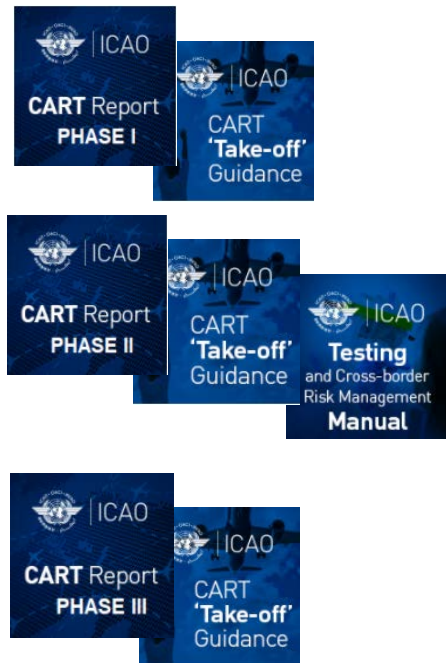 ICAO
CART Report
PHASE I
ICAO
CART
'Take-off'
Guidance
ICAO
CART Report
PHASE II
ICAO
CART
'Take-off'
Guidance
ICAO
Testing
and Cross-border
Risk Management
Manual
ICAO
CART Report
PHASE III
ICAO
CART
'Take-off'
Guidance